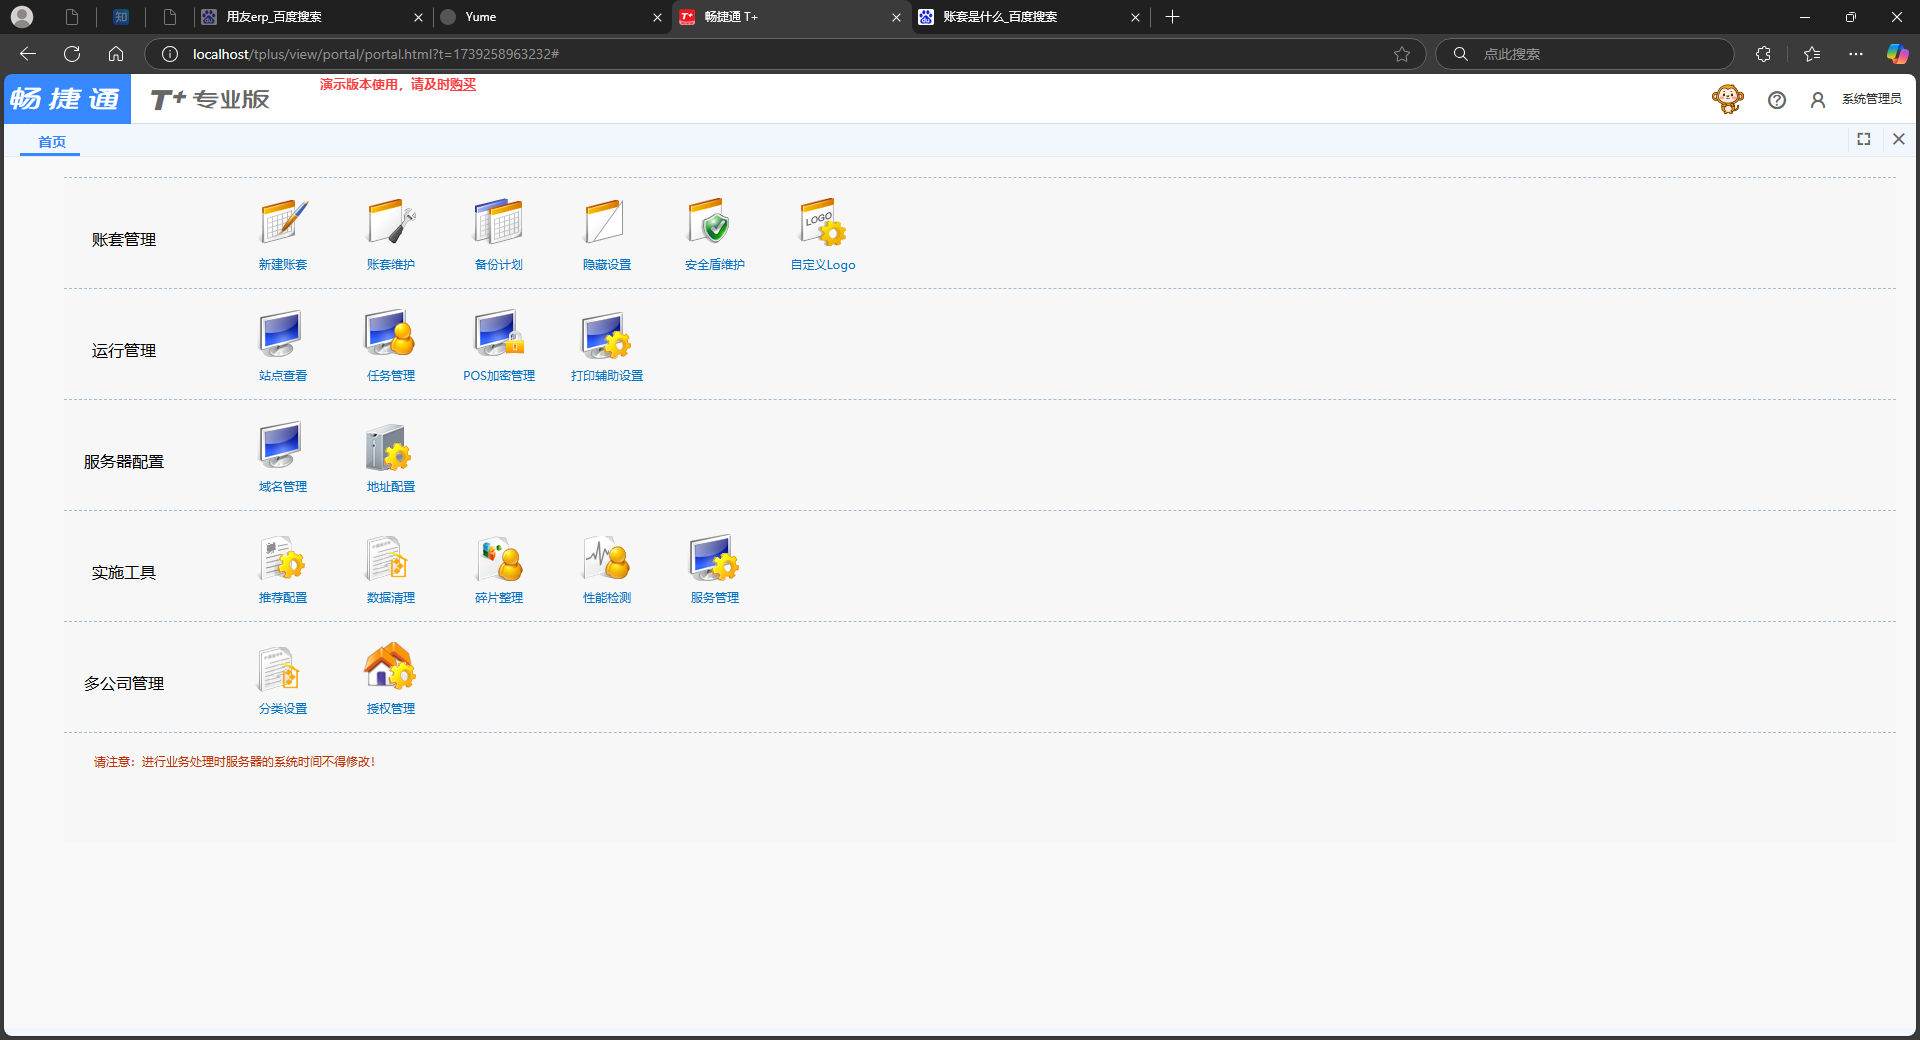 用友erp_百度搜索
Yume
畅捷通 T+
账套是什么_百度搜索
localhost/tplus/view/portal/portal.html?t=1739258963232#
点此搜索
畅捷通
T+ 专业版
演示版本使用，请及时购买
系统管理员
首页
账套管理
新建账套
账套维护
备份计划
隐藏设置
安全盾维护
LOGO
自定义Logo
运行管理
站点查看
任务管理
POS加密管理
打印辅助设置
服务器配置
域名管理
地址配置
实施工具
推荐配置
数据清理
碎片整理
性能检测
服务管理
多公司管理
分类设置
授权管理
请注意：进行业务处理时服务器的系统时间不得修改！